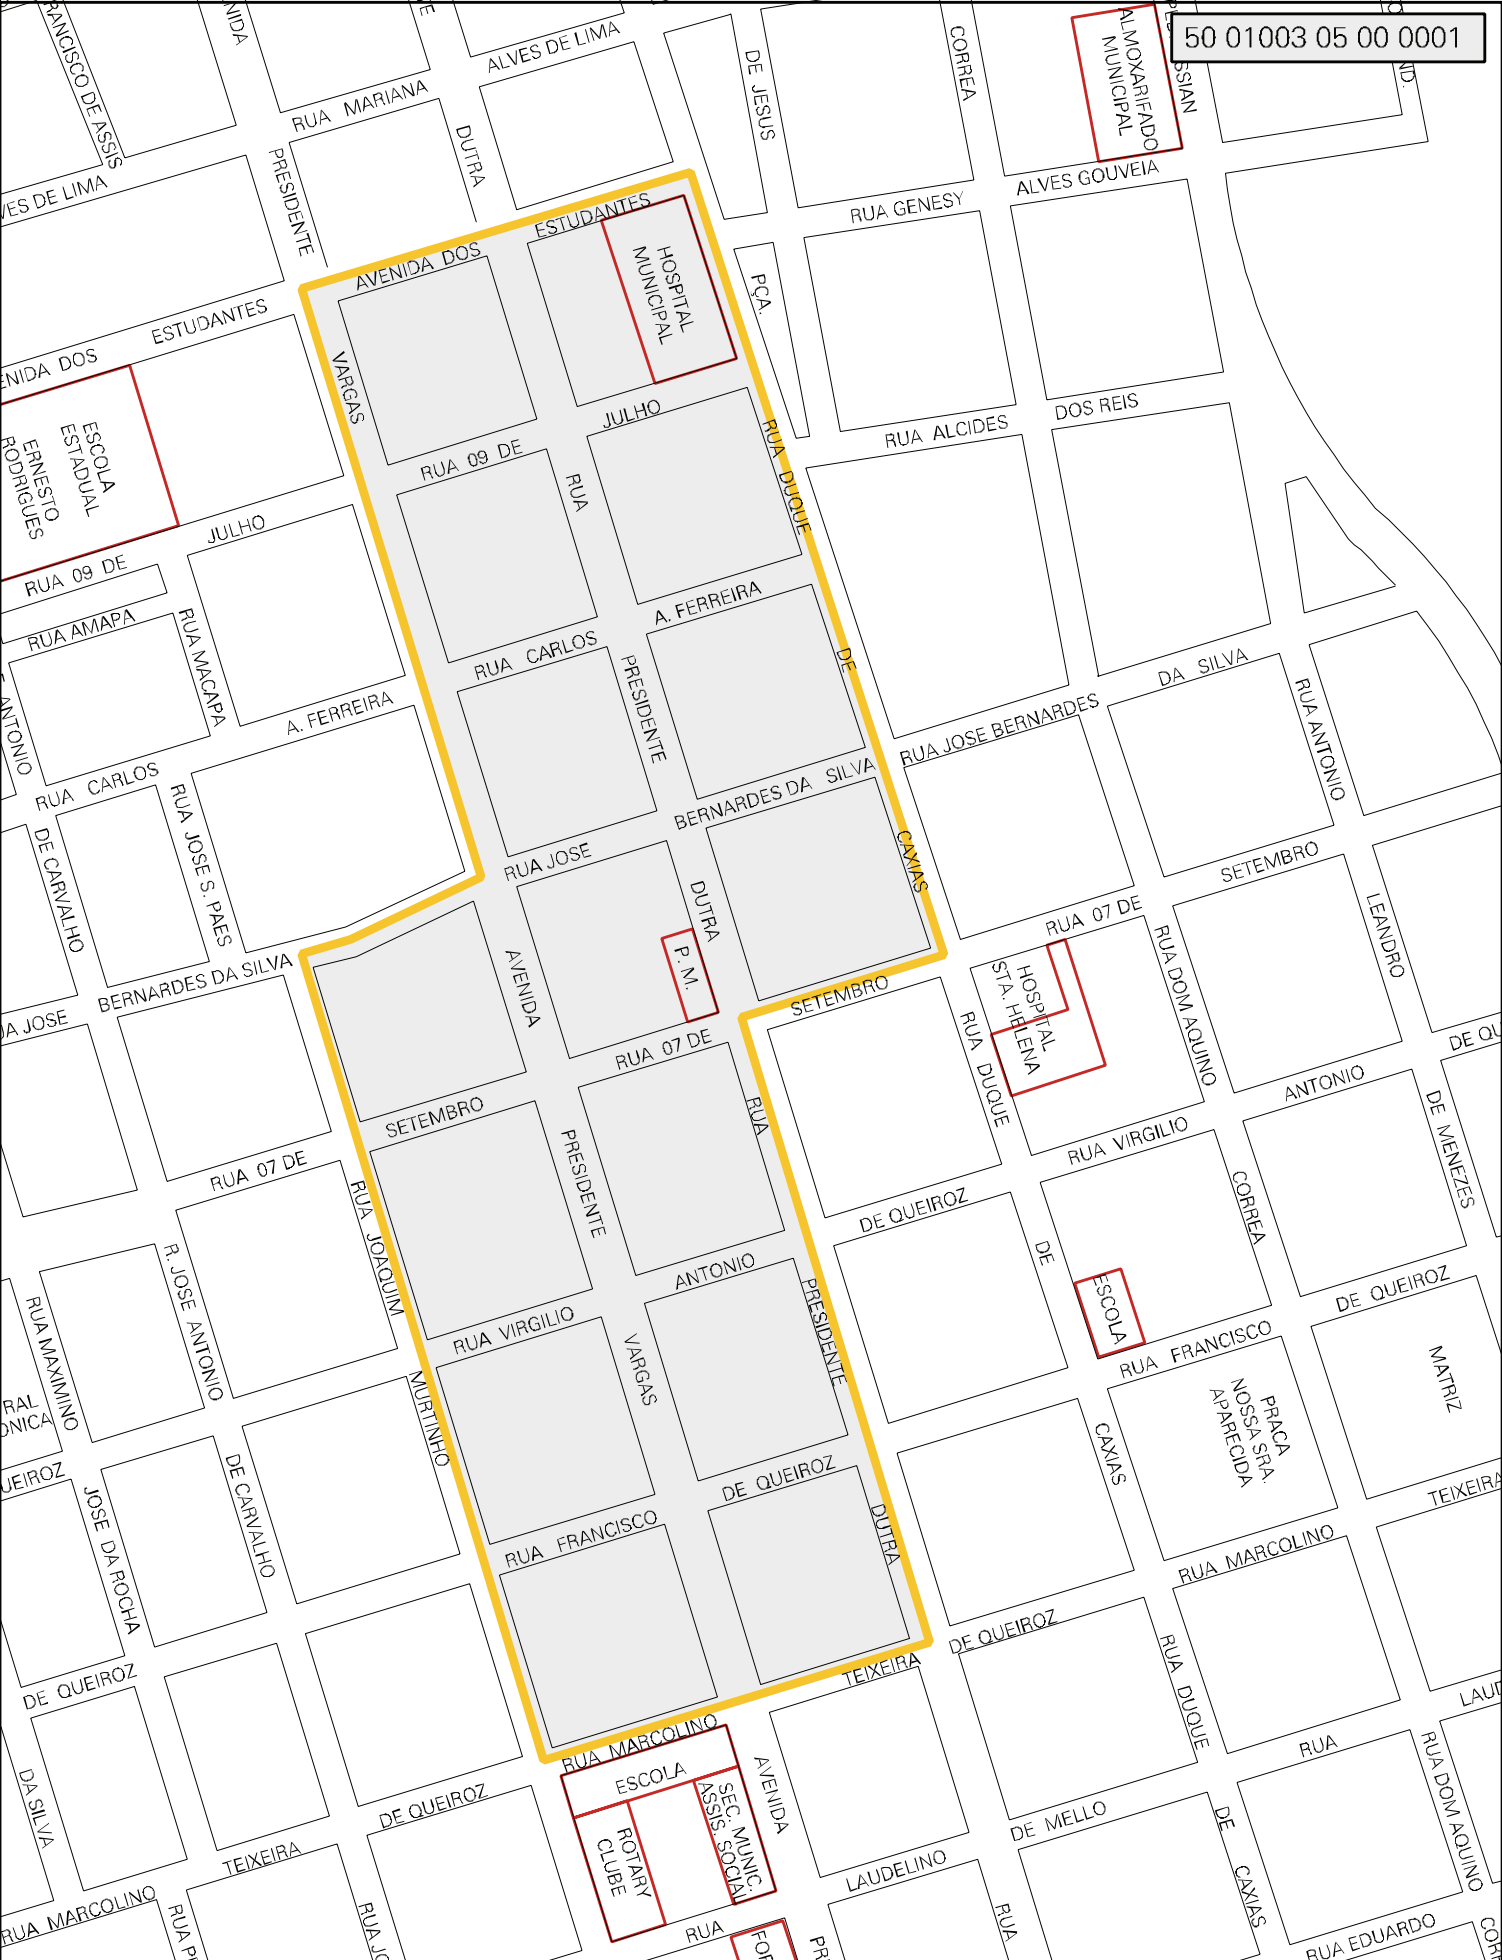 50 01003 05 00 0001
FRANCISCO DE ASSIS
ALVES DE LIMA
RUA MARIANA
DUTRA
DE JESUS
CORREA
ALMOXARIFADO
MUNICIPAL
PRESIDENTE
ALVES GOUVEIA
RUA GENESY
ESTUDANTES
AVENIDA DOS
HOSPITAL
MUNICIPAL
PÇA.
ESTUDANTES
VARGAS
ESCOLA
ESTADUAL
ERNESTO
RODRIGUES
JULHO
DOS REIS
RUA ALCIDES
RUA 09 DE
RUA
RUA DUQUE
JULHO
RUA 09 DE
RUA AMAPA
RUA MACAPA
A. FERREIRA
RUA CARLOS
PRESIDENTE
DE
DA SILVA
RUA JOSE BERNARDES
RUA ANTONIO
ANTONIO
A. FERREIRA
RUA CARLOS
RUA JOSE S. PAES
DE CARVALHO
BERNARDES DA SILVA
RUA JOSE
CAXIAS
SETEMBRO
DUTRA
P. M.
AVENIDA
RUA 07 DE
RUA DOM AQUINO
LEANDRO
HOSPITAL
STA. HELENA
BERNARDES DA SILVA
SETEMBRO
RUA 07 DE
RUA DUQUE
RUA
SETEMBRO
RUA 07 DE
PRESIDENTE
RUA VIRGILIO
ANTONIO
DE MENEZES
RUA JOAQUIM
DE QUEIROZ
DE
CORREA
R. JOSE ANTONIO
ANTONIO
PRESIDENTE
ESCOLA
RUA FRANCISCO
DE QUEIROZ
RUA MAXIMINO
RUA VIRGILIO
VARGAS
MURTINHO
MATRIZ
PRACA
NOSSA SRA.
APARECIDA
CAXIAS
DE CARVALHO
JOSE DA ROCHA
DE QUEIROZ
RUA FRANCISCO
DUTRA
TEIXEIRA
RUA MARCOLINO
DE QUEIROZ
TEIXEIRA
RUA DUQUE
DE QUEIROZ
RUA MARCOLINO
ESCOLA
SEC. MUNIC.
ASSIS. SOCIAL
ROTARY
CLUBE
AVENIDA
RUA
RUA DOM AQUINO
DA SILVA
DE QUEIROZ
DE MELLO
DE
CAXIAS
TEIXEIRA
LAUDELINO
RUA MARCOLINO
RUA
RUA
RUA EDUARDO